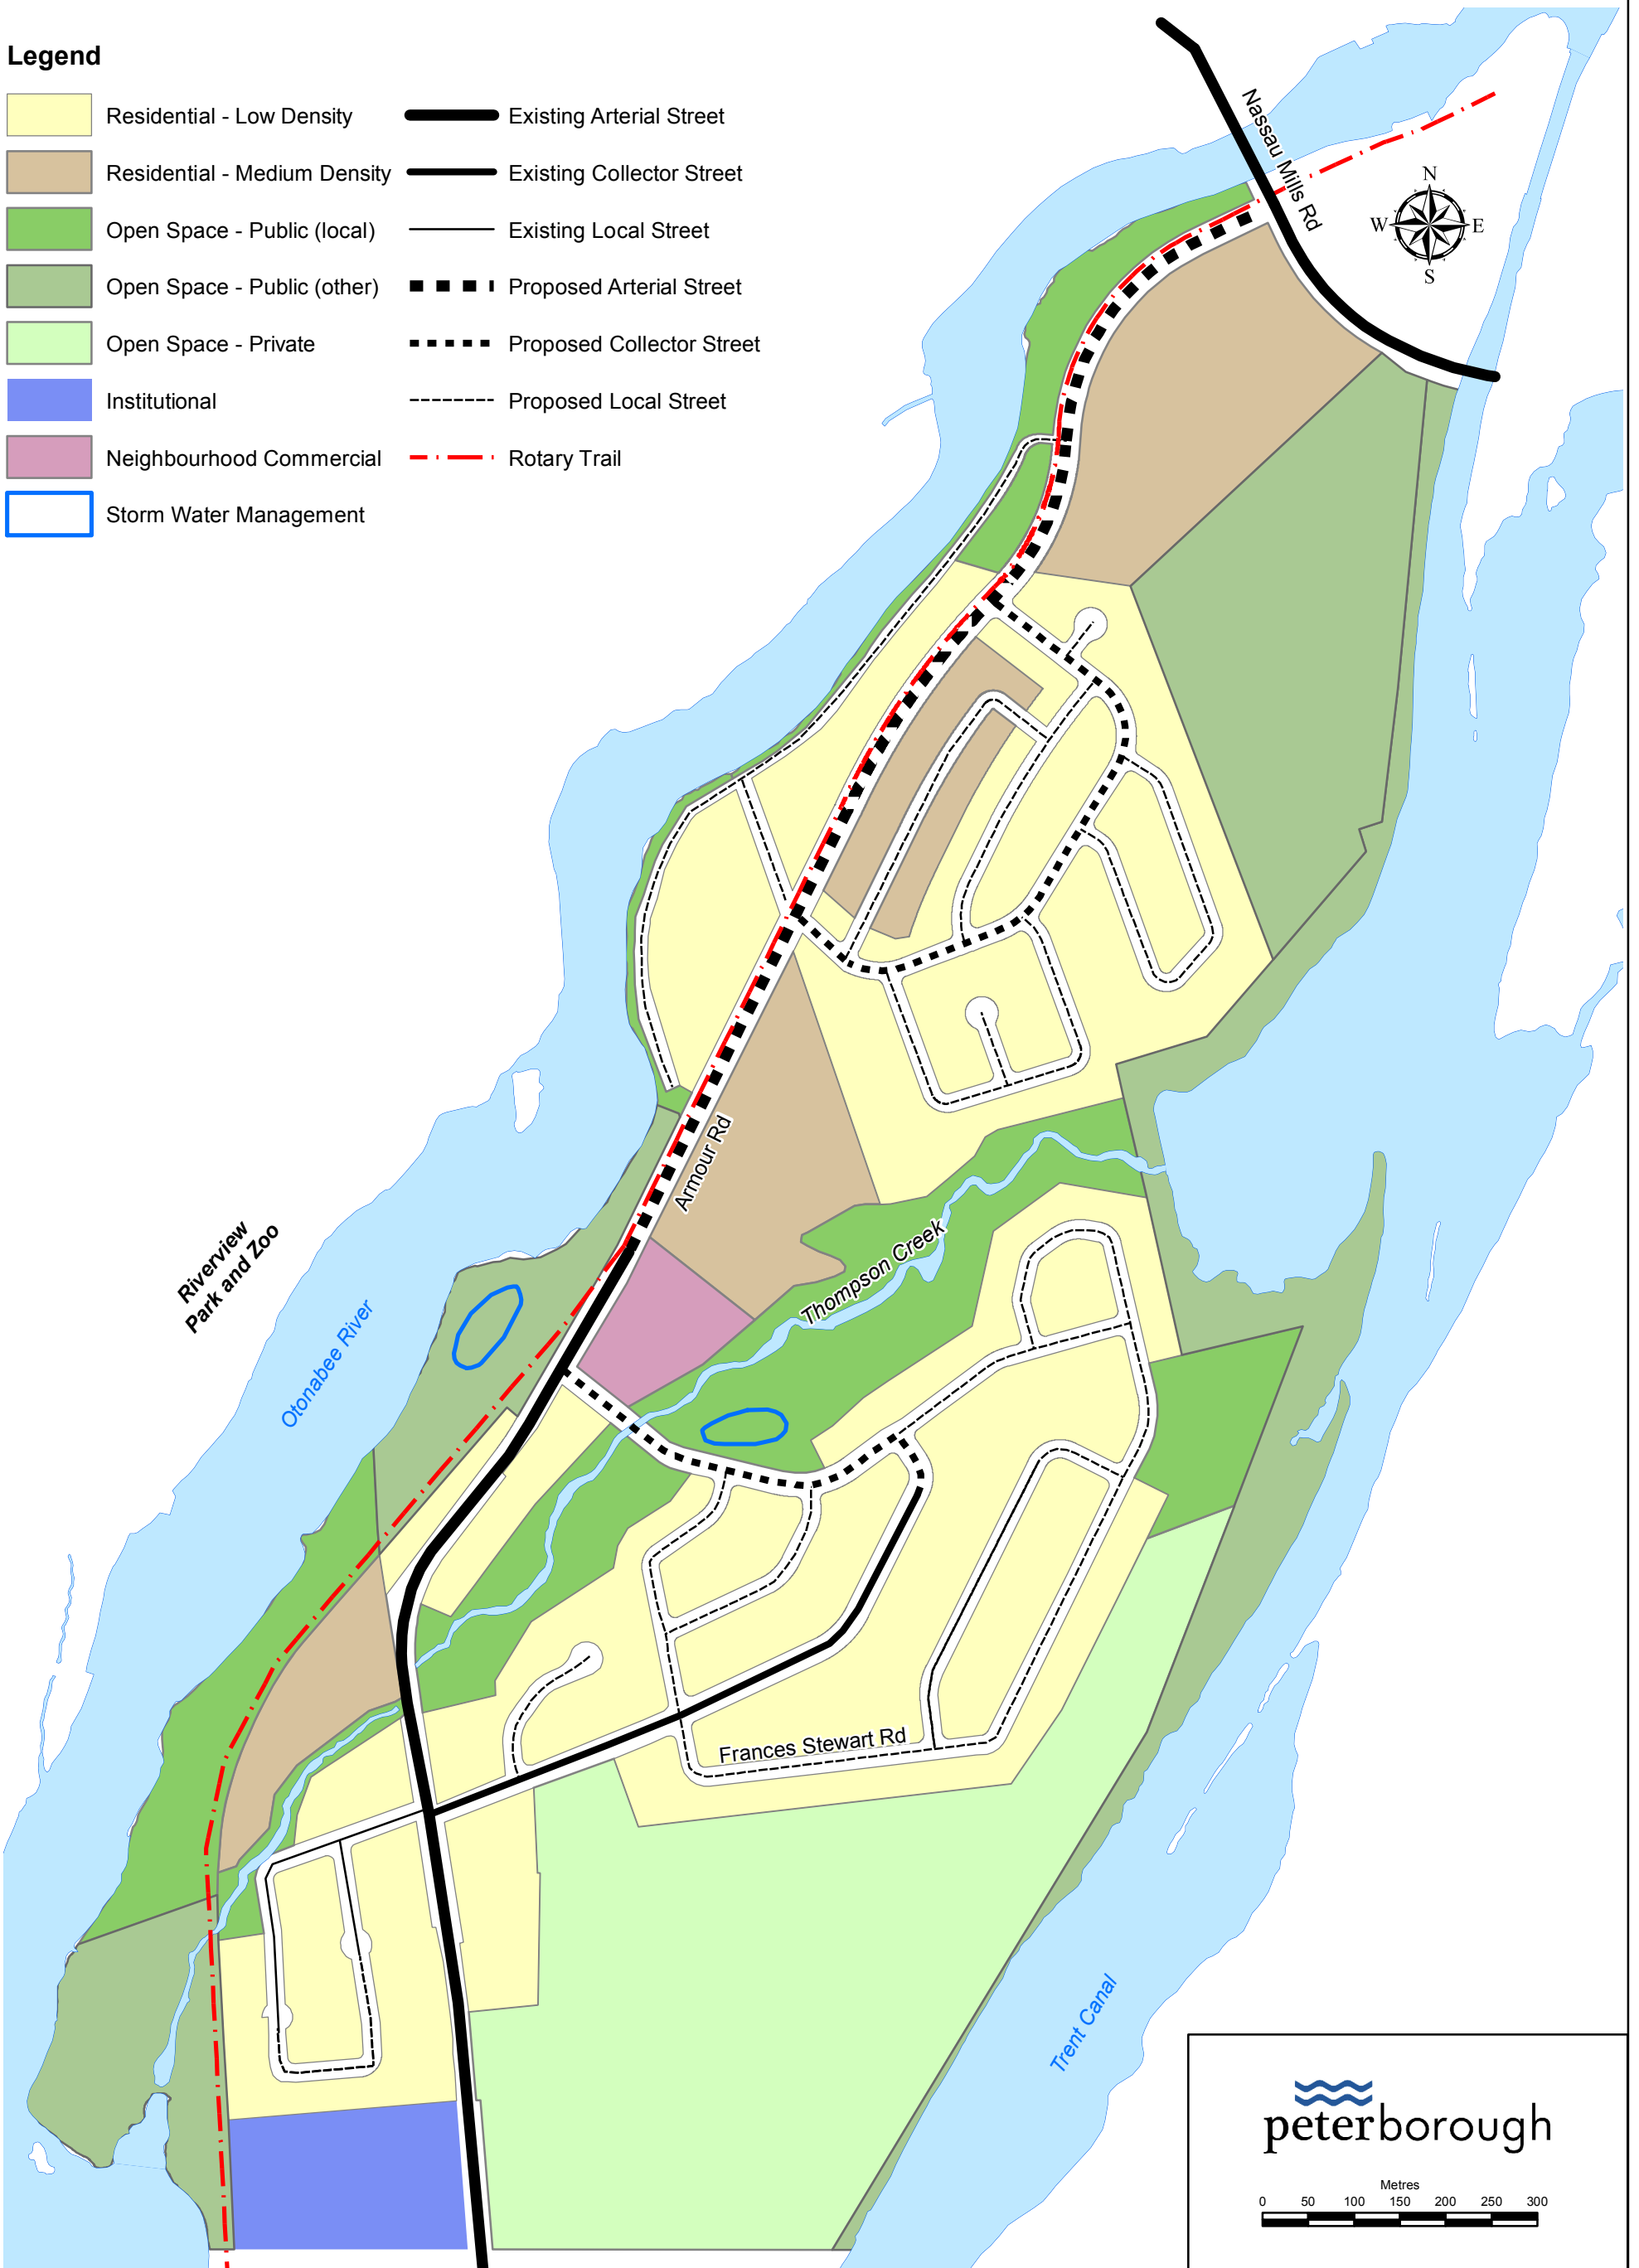 Legend
Residential - Low Density
Residential - Medium Density
Open Space - Public (local)
Open Space - Public (other)
Open Space - Private
Institutional
Neighbourhood Commercial
Storm Water Management
Existing Arterial Street
Existing Collector Street
Existing Local Street
Proposed Arterial Street
Proposed Collector Street
Proposed Local Street
Rotary Trail
Nassau Mills Rd
N
W E
S
Armour Rd
Thompson Creek
Riverview
Park and Zoo
Otonabee River
Frances Stewart Rd
Trent Canal
peterborough
Metres
0 50 100 150 200 250 300